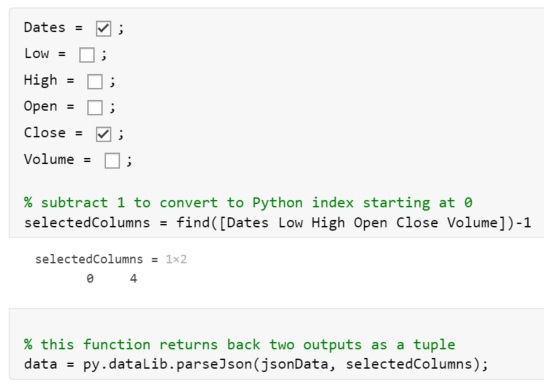 Dates = ☑ ;
Low = ☐ ;
High = ☐ ;
Open = ☐ ;
Close = ☑ ;
Volume = ☐ ;
% subtract 1 to convert to Python index starting at 0
selectedColumns = find([Dates Low High Open Close Volume])-1
selectedColumns = 1×2
0 4
% this function returns back two outputs as a tuple
data = py.dataLib.parseJson(jsonData, selectedColumns);